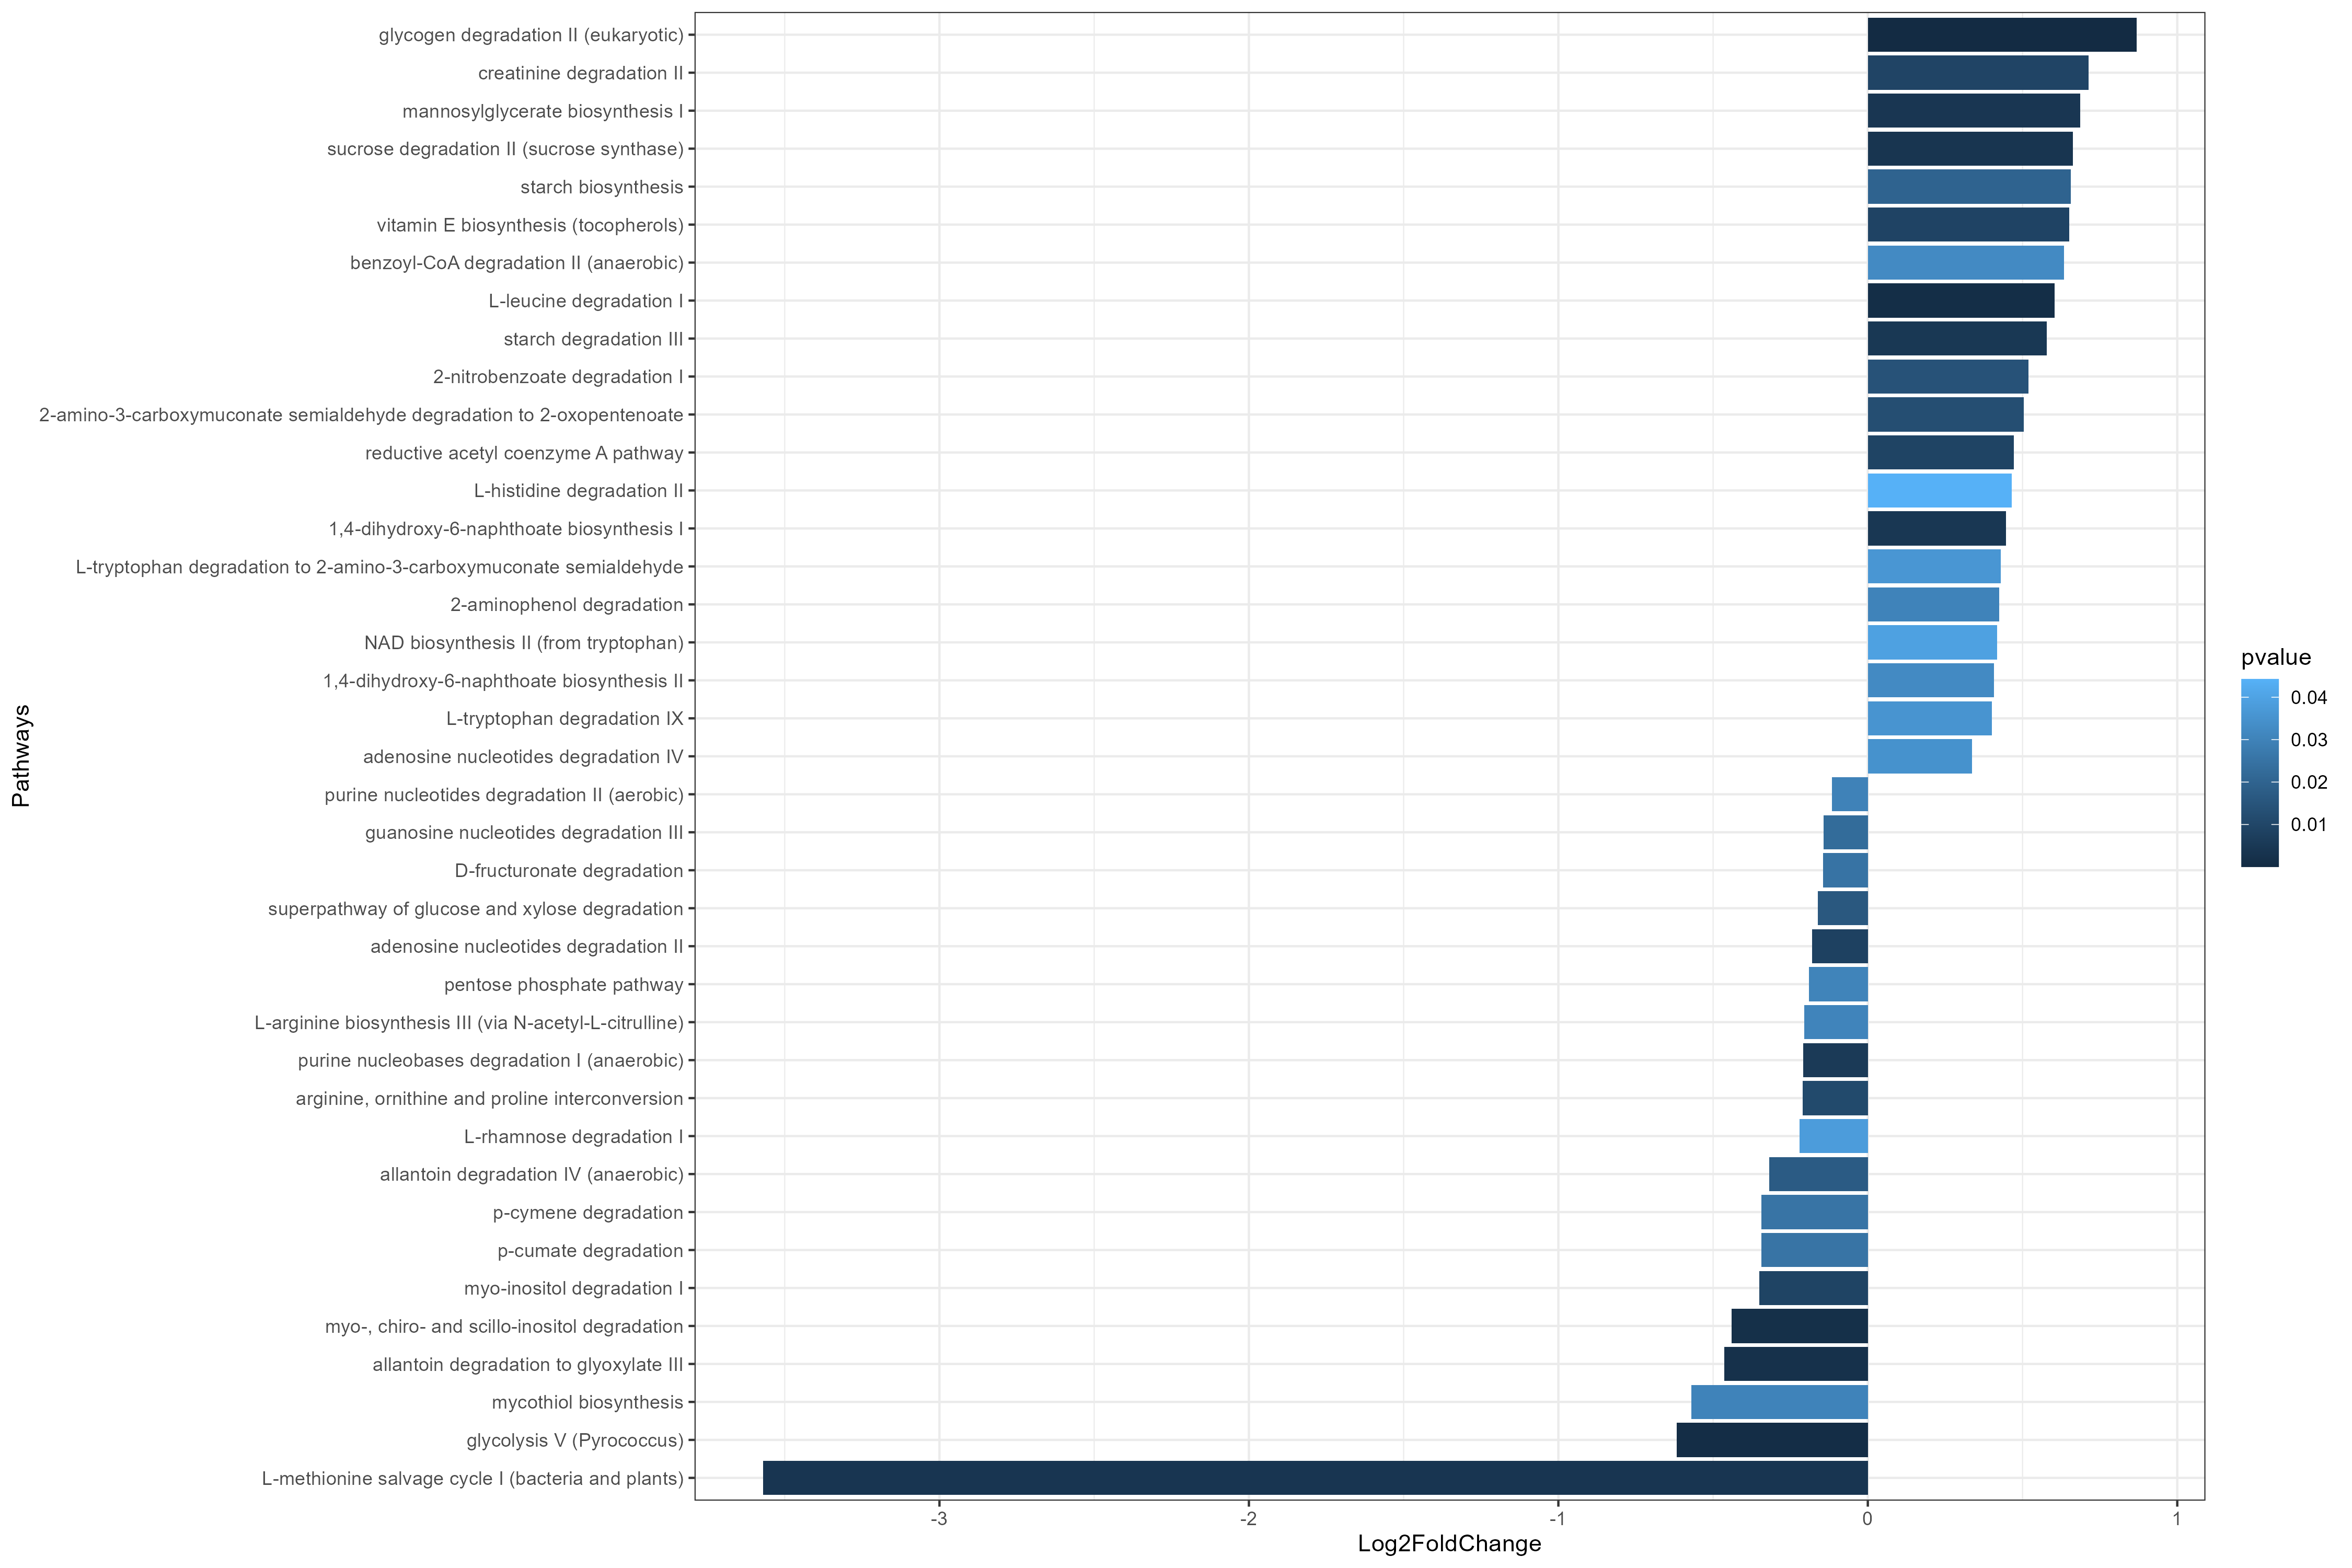 glycogen degradation II (eukaryotic)
creatinine degradation II
mannosylglycerate biosynthesis I
sucrose degradation II (sucrose synthase)
starch biosynthesis
vitamin E biosynthesis (tocopherols)
benzoyl-CoA degradation II (anaerobic)
L-leucine degradation I
starch degradation III
2-nitrobenzoate degradation I
2-amino-3-carboxymuconate semialdehyde degradation to 2-oxopentenoate
reductive acetyl coenzyme A pathway
L-histidine degradation II
1,4-dihydroxy-6-naphthoate biosynthesis I
L-tryptophan degradation to 2-amino-3-carboxymuconate semialdehyde
2-aminophenol degradation
NAD biosynthesis II (from tryptophan)
1,4-dihydroxy-6-naphthoate biosynthesis II
L-tryptophan degradation IX
adenosine nucleotides degradation IV
purine nucleotides degradation II (aerobic)
guanosine nucleotides degradation III
D-fructuronate degradation
superpathway of glucose and xylose degradation
adenosine nucleotides degradation II
pentose phosphate pathway
L-arginine biosynthesis III (via N-acetyl-L-citrulline)
purine nucleobases degradation I (anaerobic)
arginine, ornithine and proline interconversion
L-rhamnose degradation I
allantoin degradation IV (anaerobic)
p-cymene degradation
p-cumate degradation
myo-inositol degradation I
myo-, chiro- and scillo-inositol degradation
allantoin degradation to glyoxylate III
mycothiol biosynthesis
glycolysis V (Pyrococcus)
L-methionine salvage cycle I (bacteria and plants)
Pathways
-3 -2 -1 0 1
Log2FoldChange
pvalue
0.04
0.03
0.02
0.01